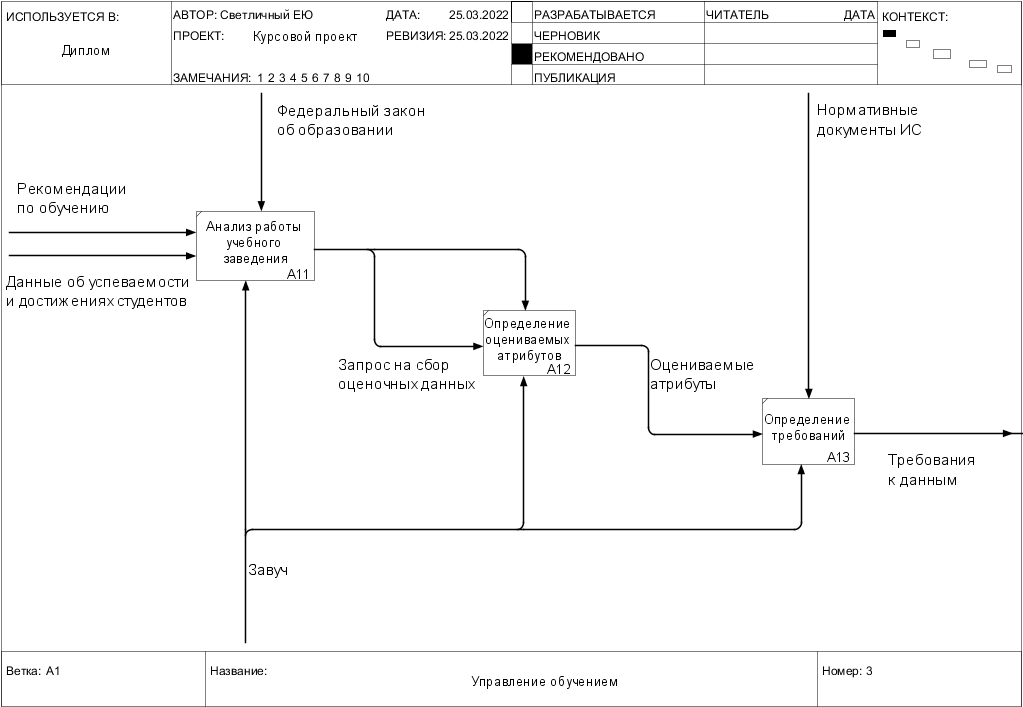 ИСПОЛЬЗУЕТСЯ В:
Диплом
АВТОР: Светличный ЕЮ
ДАТА: 25.03.2022
ПРОЕКТ: Курсовой проект
РЕВИЗИЯ: 25.03.2022
ЗАМЕЧАНИЯ: 1 2 3 4 5 6 7 8 9 10
РАЗРАБАТЫВАЕТСЯ
ЧЕРНОВИК
РЕКОМЕНДОВАНО
ПУБЛИКАЦИЯ
ЧИТАТЕЛЬ ДАТА
КОНТЕКСТ:
Федеральный закон
об образовании
Нормативные
документы ИС
Рекомендации
по обучению
Анализ работы
учебного
заведения
A11
Данные об успеваемости
и достижениях студентов
Определение
оцениваемых
атрибутов
A12
Запрос на сбор
оценочных данных
Оцениваемые
атрибуты
Определение
требований
A13
Требования
к данным
Завуч
Ветка: A1
Название:
Управление обучением
Номер: 3